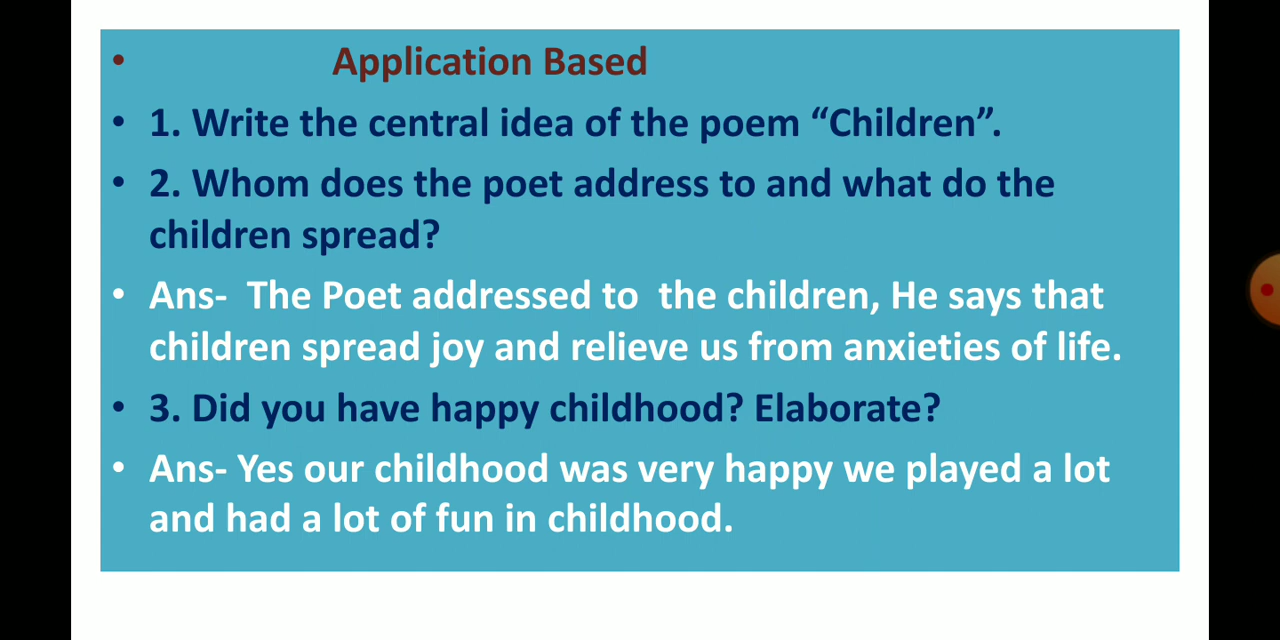 • Application Based
• 1. Write the central idea of the poem “Children”.
• 2. Whom does the poet address to and what do the
children spread?
• Ans- The Poet addressed to the children, He says that
children spread joy and relieve us from anxieties of life.
• 3. Did you have happy childhood? Elaborate?
• Ans- Yes our childhood was very happy we played a lot
and had a lot of fun in childhood.